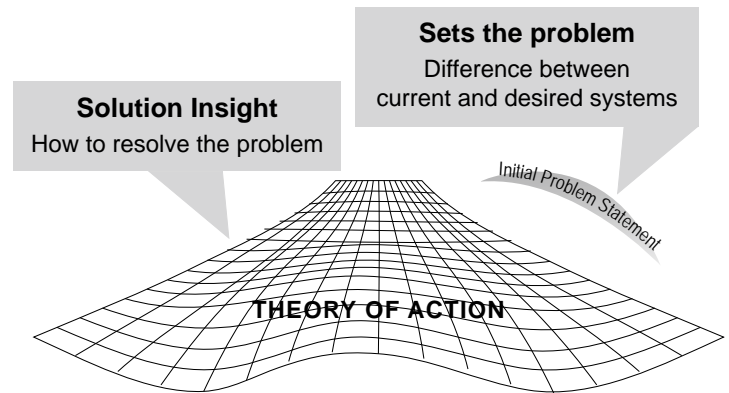 Sets the problem
Difference between
current and desired systems
Solution Insight
How to resolve the problem
Initial Problem Statement
THEORY OF ACTION